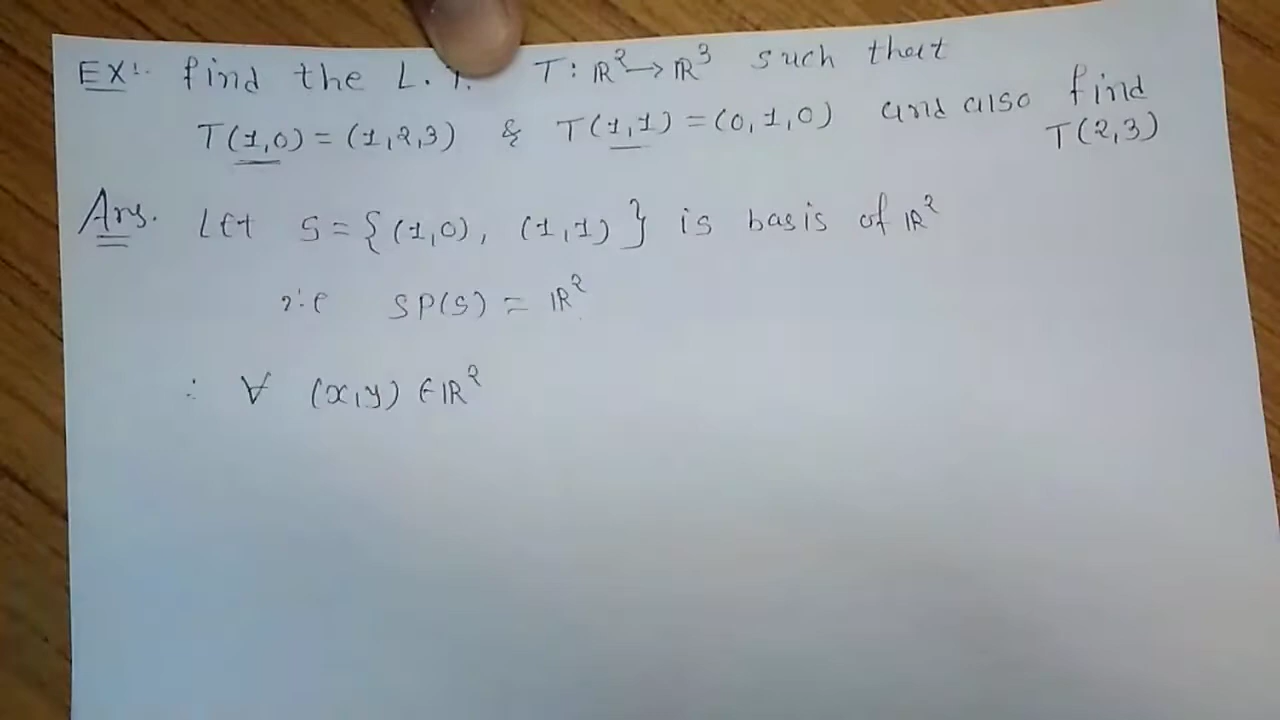 EX:- find the L.T. T: ℝ² → ℝ³ such that
T(1,0) = (1,2,3) & T(1,1) = (0,1,0) and also find
T(2,3)
Ans. Let S = {(1,0), (1,1)} is basis of ℝ²
i.e SP(S) = ℝ²
∴ ∀ (x,y) ∈ ℝ²